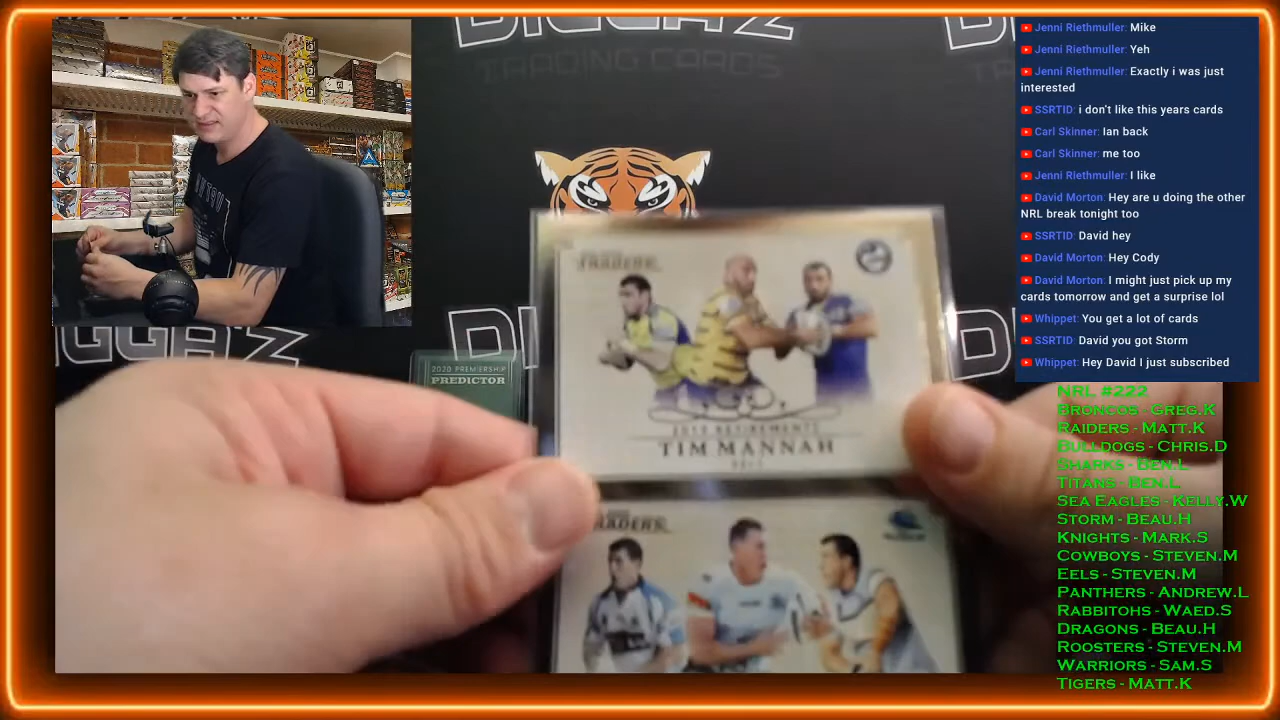 DIGGA'Z
TRADING CARDS
DIGGA'Z
2020 PREMIERSHIP
PREDICTOR
TRADERS
2019 RETIREMENTS
TIM MANNAH
TRADERS
Jenni Riethmuller: Mike
Jenni Riethmuller: Yeh
Jenni Riethmuller: Exactly i was just
interested
SSRTID: i don't like this years cards
Carl Skinner: Ian back
Carl Skinner: me too
Jenni Riethmuller: I like
David Morton: Hey are u doing the other
NRL break tonight too
SSRTID: David hey
David Morton: Hey Cody
David Morton: I might just pick up my
cards tomorrow and get a surprise lol
Whippet: You get a lot of cards
SSRTID: David you got Storm
Whippet: Hey David I just subscribed
NRL #222
BRONCOS - GREG.K
RAIDERS - MATT.K
BULLDOGS - CHRIS.D
SHARKS - BEN.L
TITANS - BEN.L
SEA EAGLES - KELLY.W
STORM - BEAU.H
KNIGHTS - MARK.S
COWBOYS - STEVEN.M
EELS - STEVEN.M
PANTHERS - ANDREW.L
RABBITOHS - WAED.S
DRAGONS - BEAU.H
ROOSTERS - STEVEN.M
WARRIORS - SAM.S
TIGERS - MATT.K